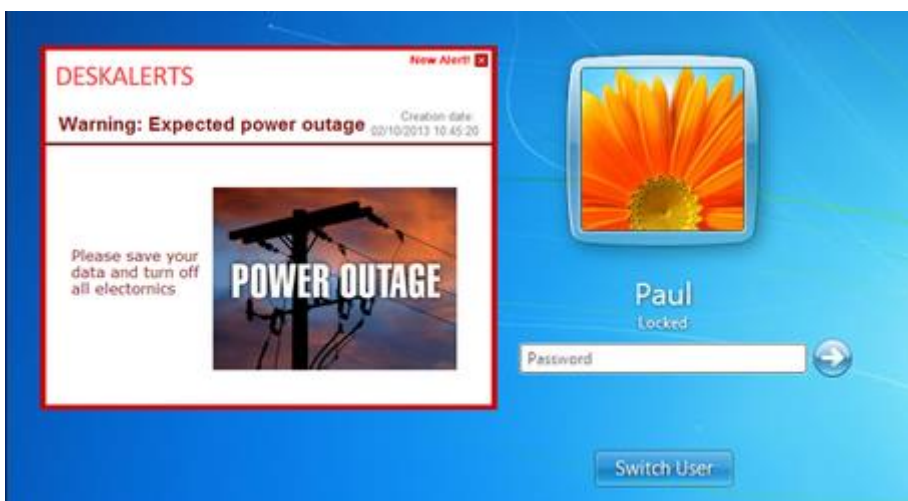 New Alert!
DESKALERTS
Warning: Expected power outage
Creation date:
02/10/2013 10:45:20
Please save your
data and turn off
all electornics
POWER OUTAGE
Paul
Locked
Password
Switch User